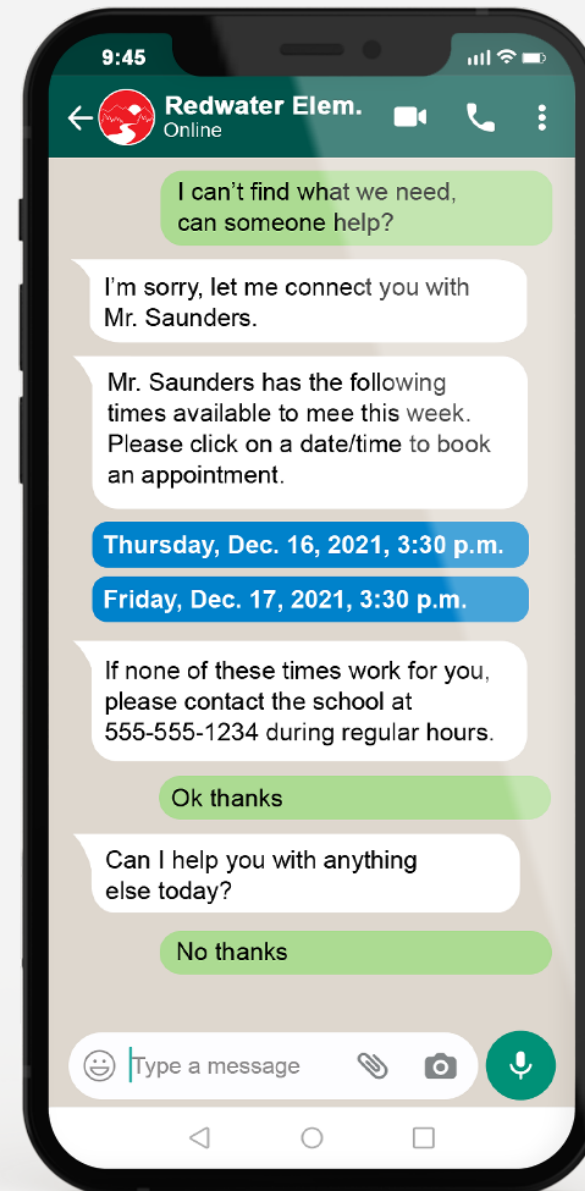 9:45
Redwater Elem.
Online
I can’t find what we need,
can someone help?
I’m sorry, let me connect you with
Mr. Saunders.
Mr. Saunders has the following
times available to mee this week.
Please click on a date/time to book
an appointment.
Thursday, Dec. 16, 2021, 3:30 p.m.
Friday, Dec. 17, 2021, 3:30 p.m.
If none of these times work for you,
please contact the school at
555-555-1234 during regular hours.
Ok thanks
Can I help you with anything
else today?
No thanks
Type a message